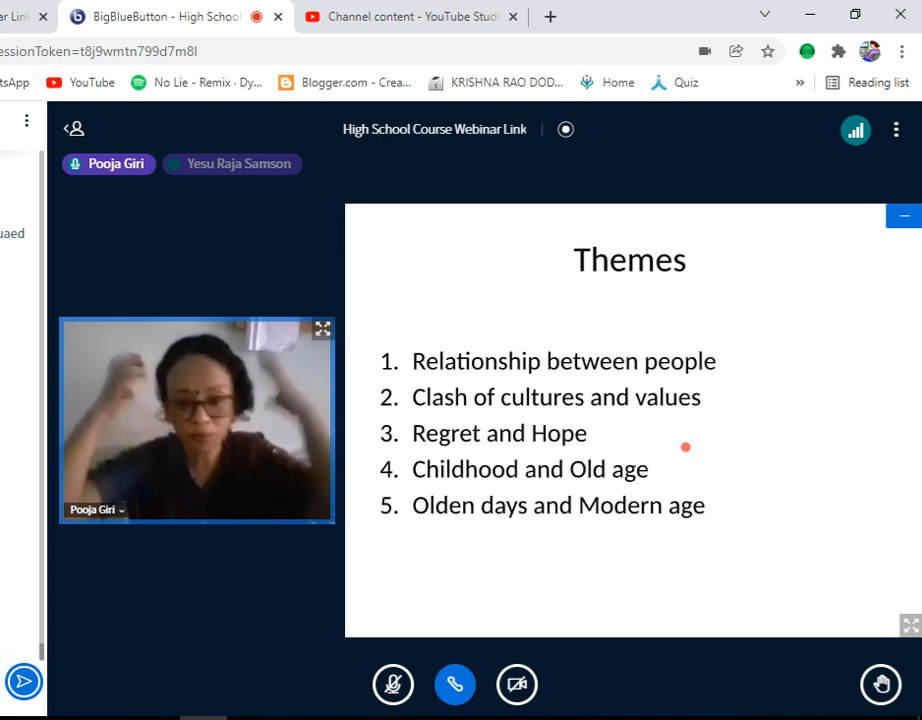 ar Link
BigBlueButton - High School
Channel content - YouTube Studi
essionToken=t8j9wmtn799d7m8l
tsApp
YouTube
No Lie - Remix · Dy...
Blogger.com - Crea...
KRISHNA RAO DOD...
Home
Quiz
»
Reading list
High School Course Webinar Link
Pooja Giri
Yesu Raja Samson
uaed
Themes
1. Relationship between people
2. Clash of cultures and values
3. Regret and Hope
4. Childhood and Old age
5. Olden days and Modern age
Pooja Giri